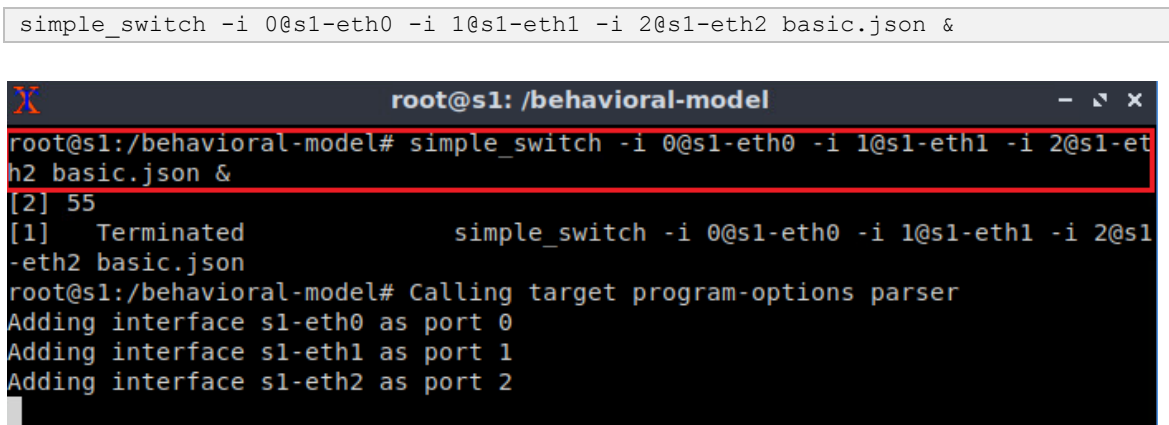 simple_switch -i 0@s1-eth0 -i 1@s1-eth1 -i 2@s1-eth2 basic.json &
root@s1: /behavioral-model
root@s1:/behavioral-model# simple_switch -i 0@s1-eth0 -i 1@s1-eth1 -i 2@s1-et
h2 basic.json &
[2] 55
[1]   Terminated              simple_switch -i 0@s1-eth0 -i 1@s1-eth1 -i 2@s1
-eth2 basic.json
root@s1:/behavioral-model# Calling target program-options parser
Adding interface s1-eth0 as port 0
Adding interface s1-eth1 as port 1
Adding interface s1-eth2 as port 2